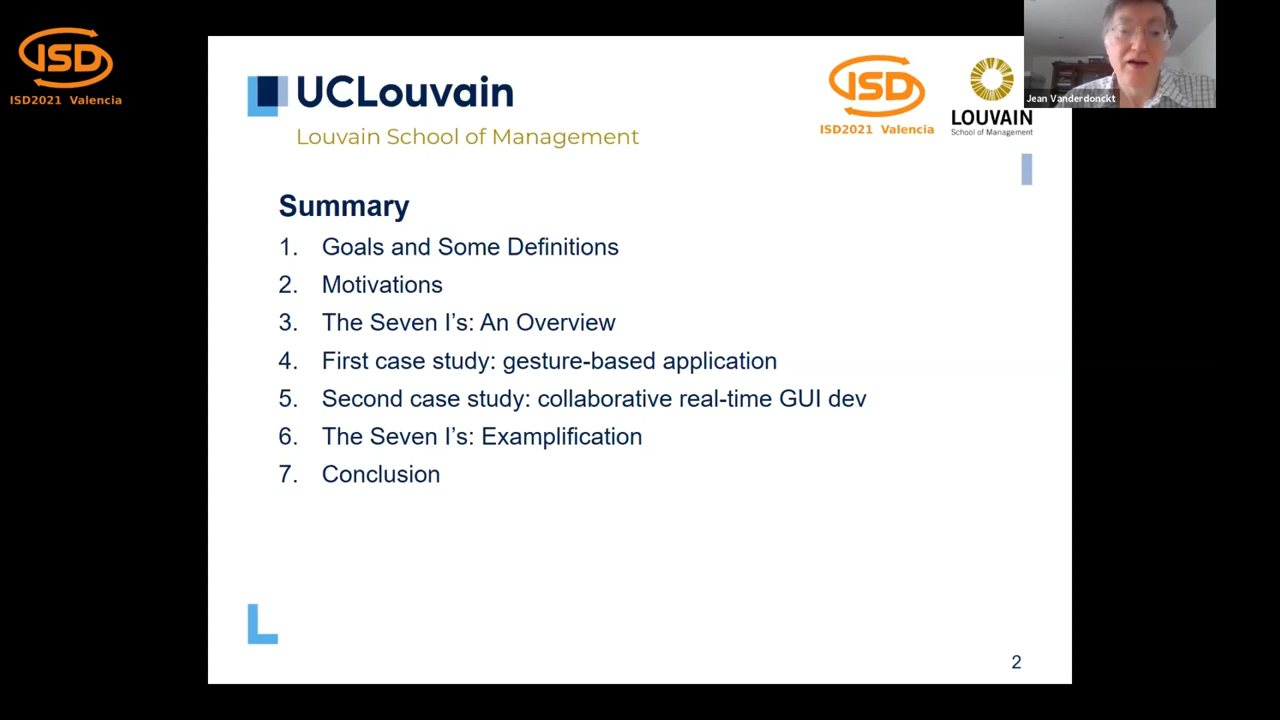 ISD
ISD2021 Valencia
UCLouvain
Louvain School of Management
ISD
ISD2021 Valencia
LOUVAIN
School of Management
Jean Vanderdonckt
Summary
1. Goals and Some Definitions
2. Motivations
3. The Seven I's: An Overview
4. First case study: gesture-based application
5. Second case study: collaborative real-time GUI dev
6. The Seven I's: Examplification
7. Conclusion
2